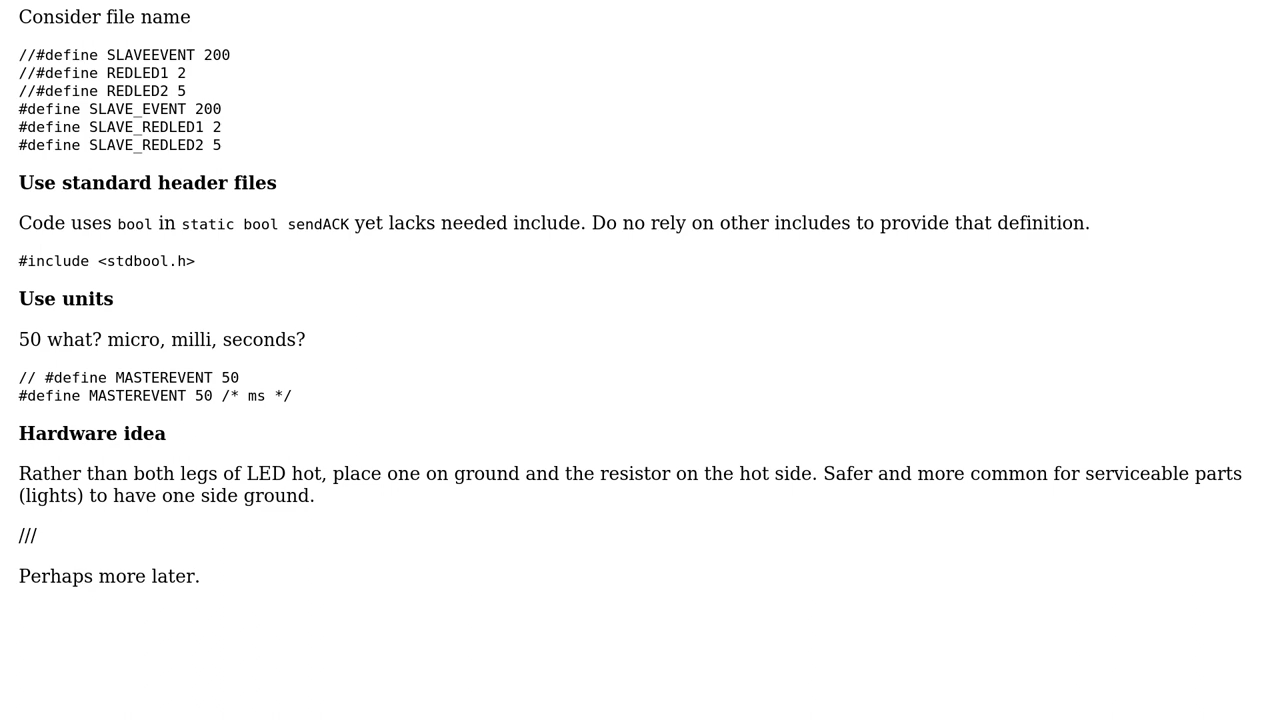 Consider file name
//#define SLAVEEVENT 200
//#define REDLED1 2
//#define REDLED2 5
#define SLAVE_EVENT 200
#define SLAVE_REDLED1 2
#define SLAVE_REDLED2 5
Use standard header files
Code uses bool in static bool sendACK yet lacks needed include. Do no rely on other includes to provide that definition.
#include <stdbool.h>
Use units
50 what? micro, milli, seconds?
// #define MASTEREVENT 50
#define MASTEREVENT 50 /* ms */
Hardware idea
Rather than both legs of LED hot, place one on ground and the resistor on the hot side. Safer and more common for serviceable parts
(lights) to have one side ground.
///
Perhaps more later.